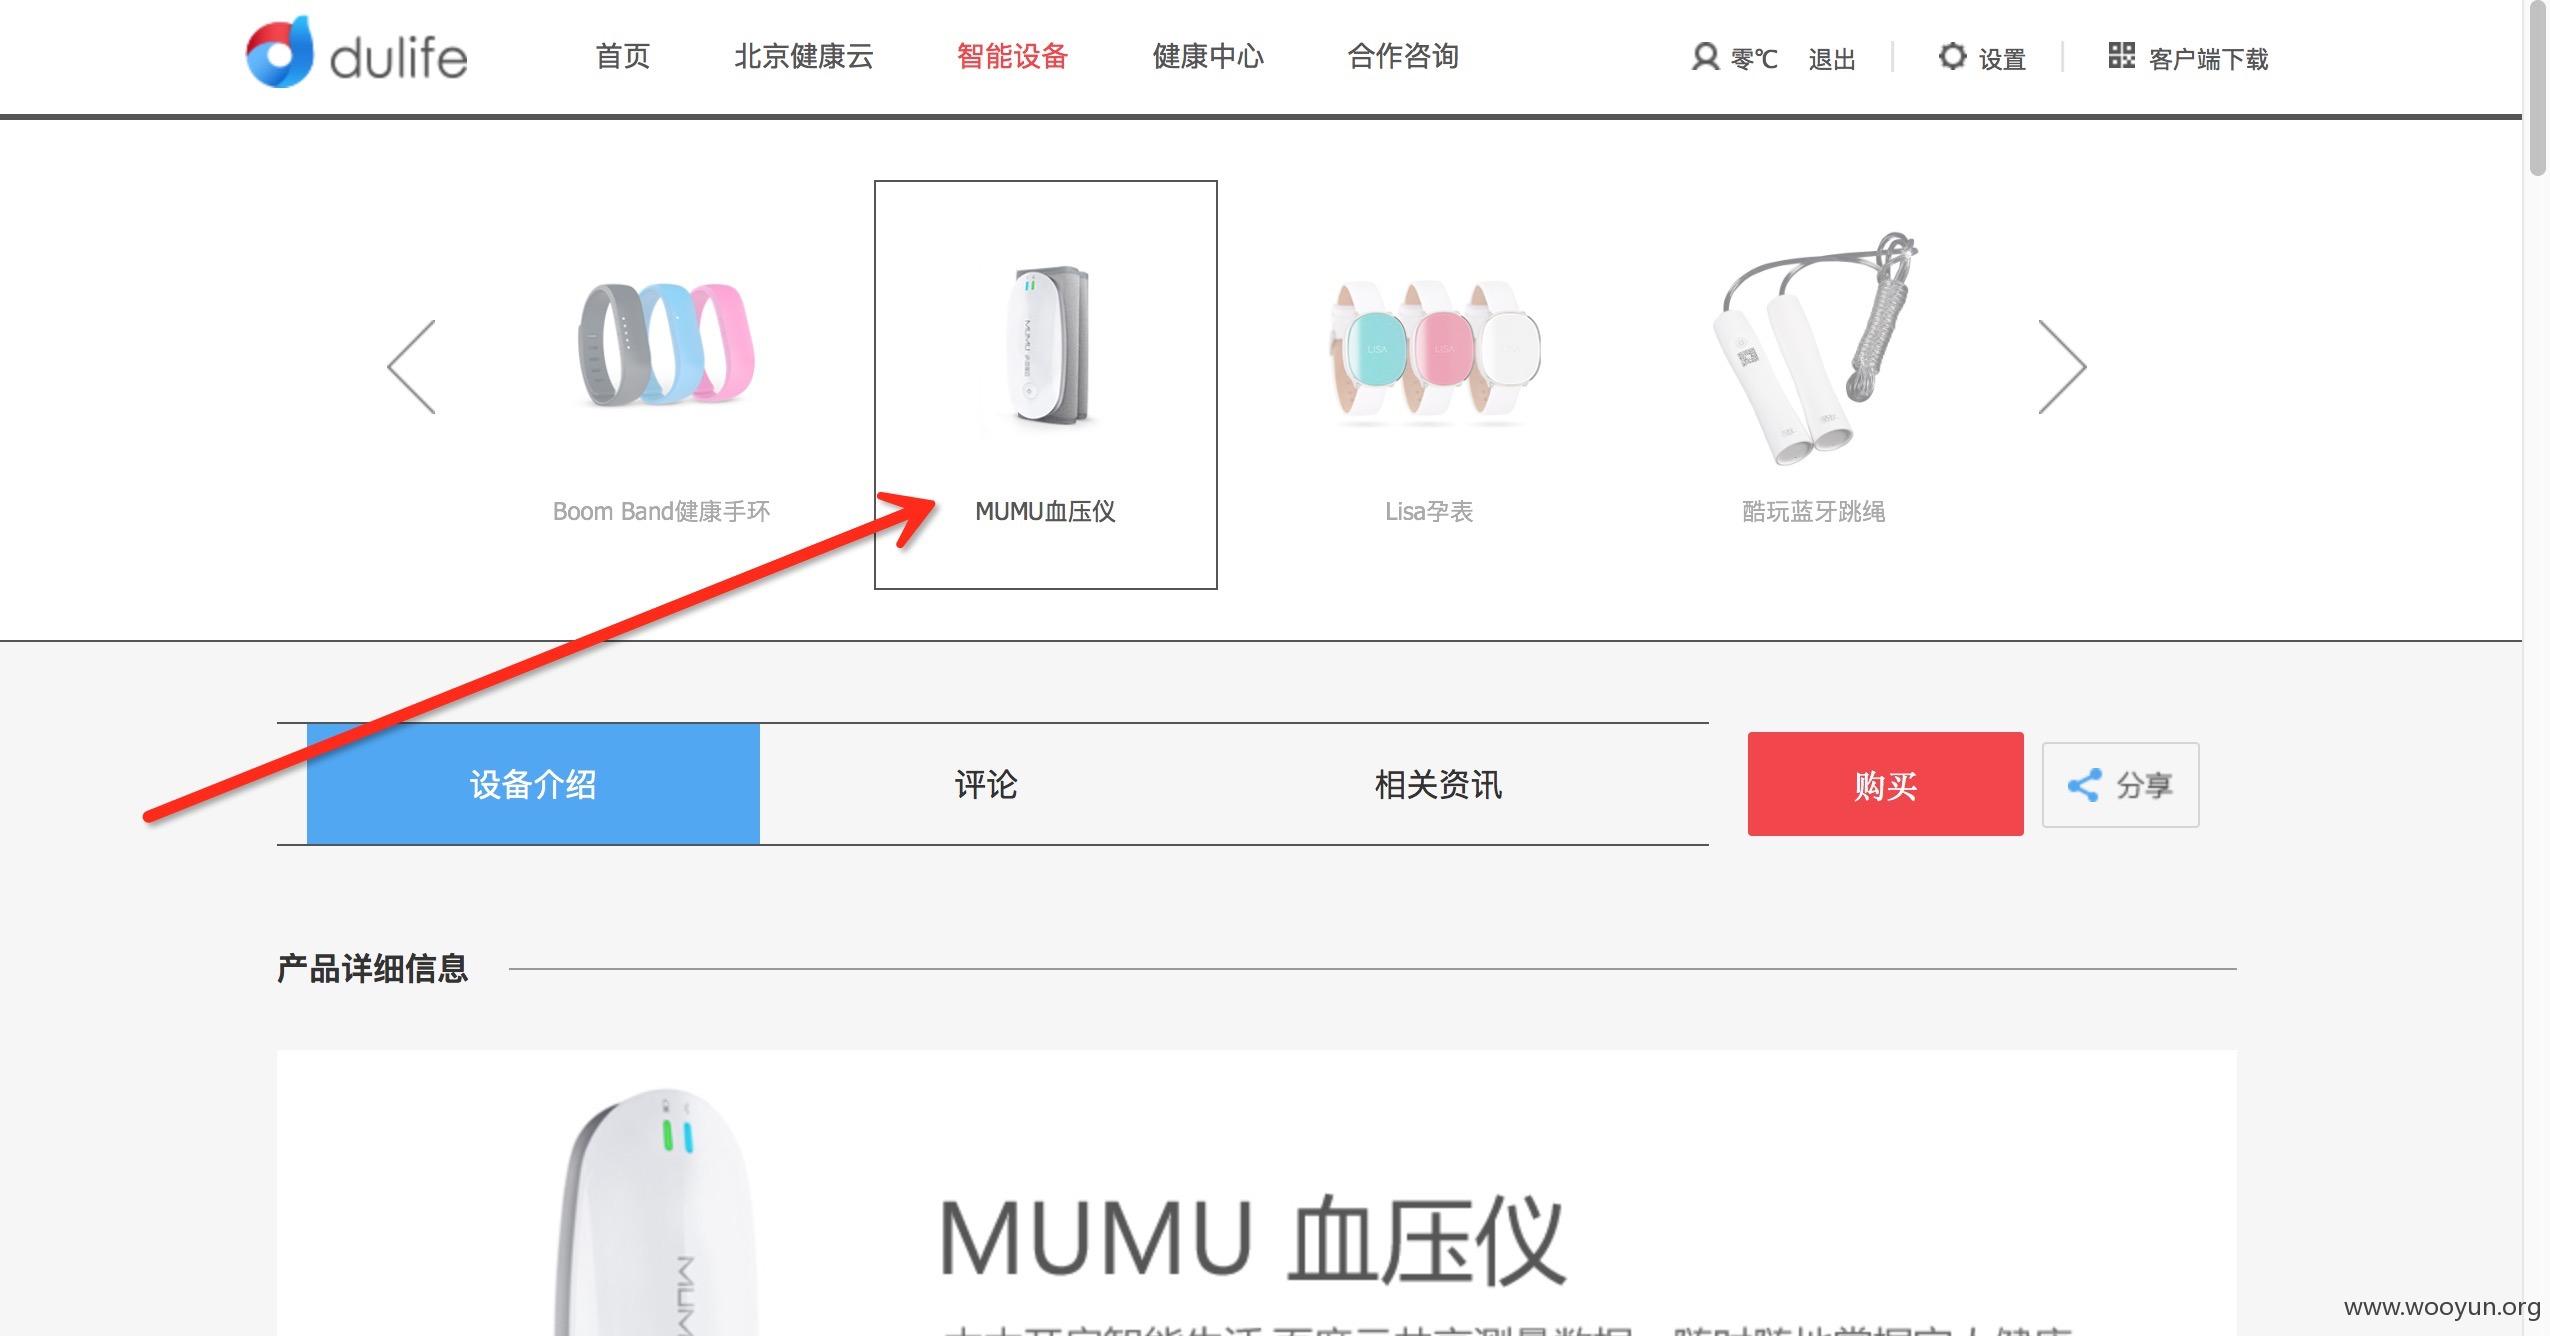 dulife
首页
北京健康云
智能设备
健康中心
合作咨询
零℃
退出
设置
客户端下载
MUMU
LISA
LISA
Boom Band健康手环
MUMU血压仪
Lisa孕表
酷玩蓝牙跳绳
设备介绍
评论
相关资讯
购买
分享
产品详细信息
MUMU 血压仪
MUM
www.wooyun.org